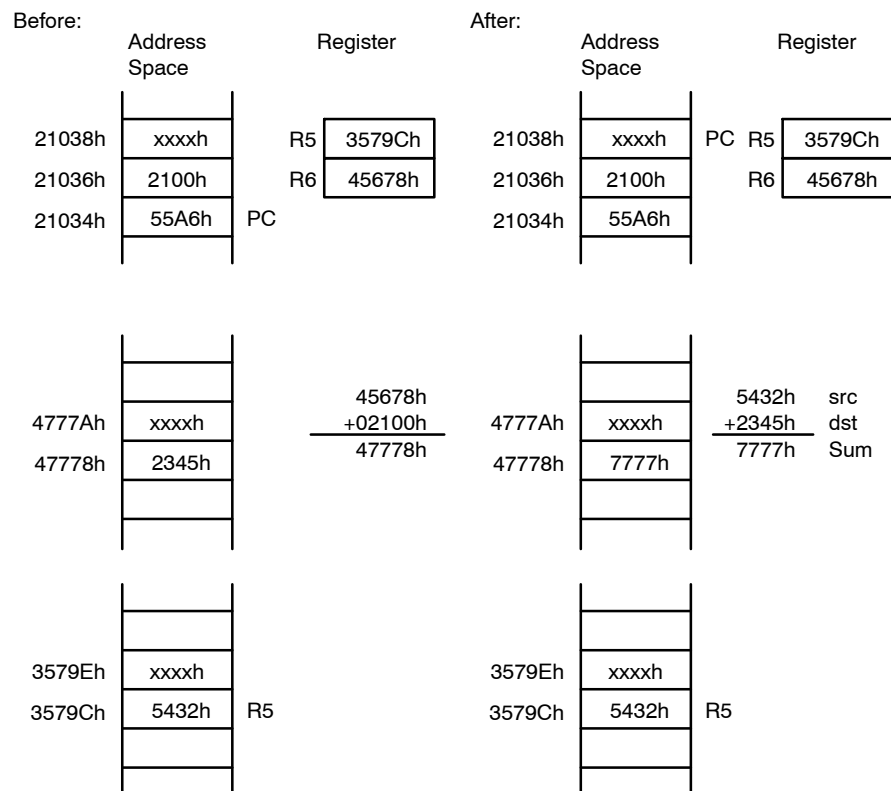 Before:
Address
Space
Register
21038h xxxxh
21036h 2100h
21034h 55A6h PC
R5 3579Ch
R6 45678h
After:
Address
Space
Register
21038h xxxxh PC
21036h 2100h
21034h 55A6h
R5 3579Ch
R6 45678h
4777Ah xxxxh
47778h 2345h
45678h
+02100h
47778h
4777Ah xxxxh
47778h 7777h
5432h src
+2345h dst
7777h Sum
3579Eh xxxxh
3579Ch 5432h R5
3579Eh xxxxh
3579Ch 5432h R5